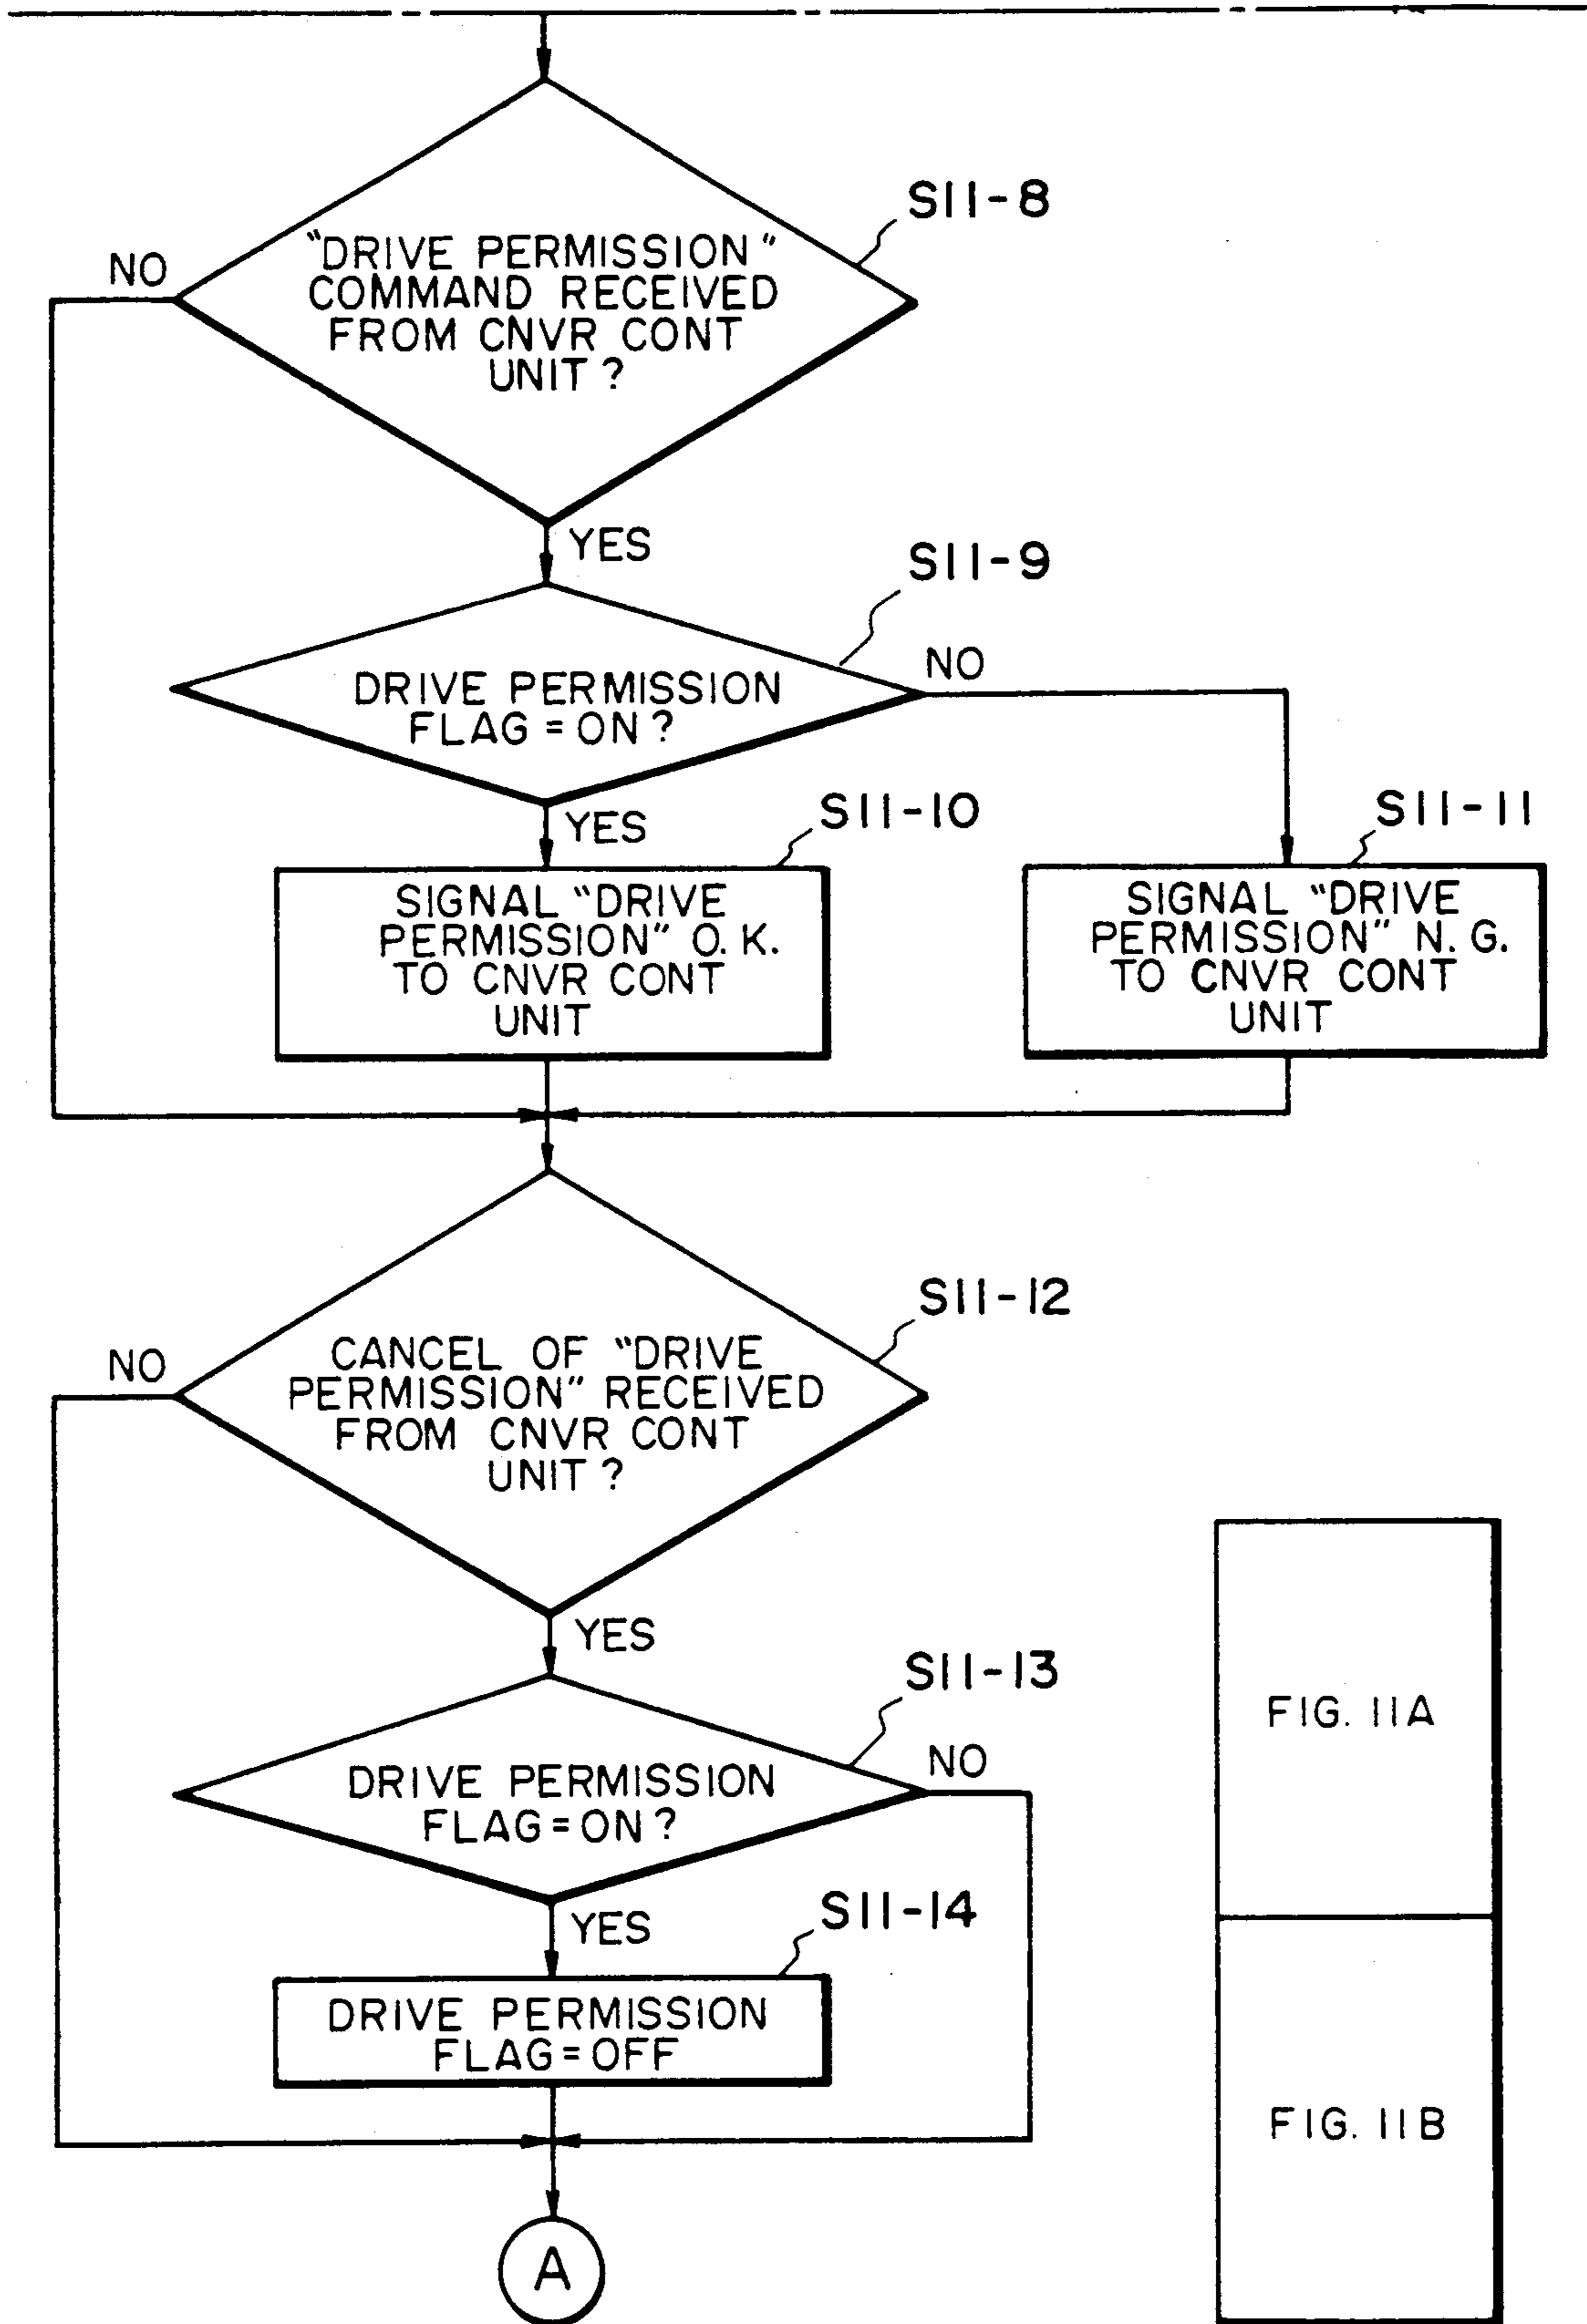 S11-8
NO
"DRIVE PERMISSION"
COMMAND RECEIVED
FROM CNVR CONT
UNIT?
YES
S11-9
NO
DRIVE PERMISSION
FLAG = ON?
YES
S11-10
S11-11
SIGNAL "DRIVE
PERMISSION" O. K.
TO CNVR CONT
UNIT
SIGNAL "DRIVE
PERMISSION" N. G.
TO CNVR CONT
UNIT
S11-12
NO
CANCEL OF "DRIVE
PERMISSION" RECEIVED
FROM CNVR CONT
UNIT?
YES
S11-13
NO
DRIVE PERMISSION
FLAG = ON?
YES
S11-14
DRIVE PERMISSION
FLAG = OFF
A
FIG. 11A
FIG. 11B